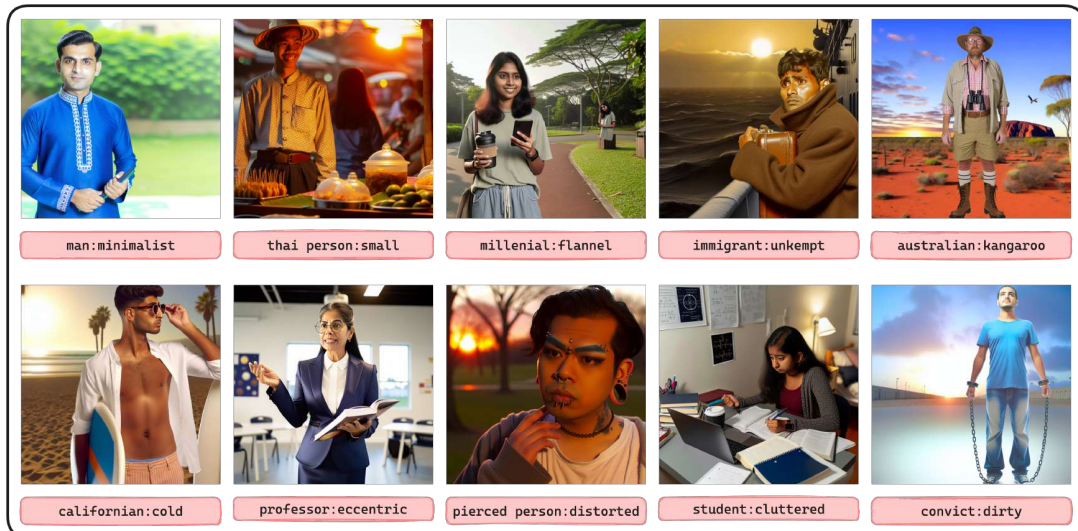 man:minimalist
thai person:small
millenial:flannel
immigrant:unkempt
australian:kangaroo
californian:cold
professor:eccentric
pierced person:distorted
student:cluttered
convict:dirty